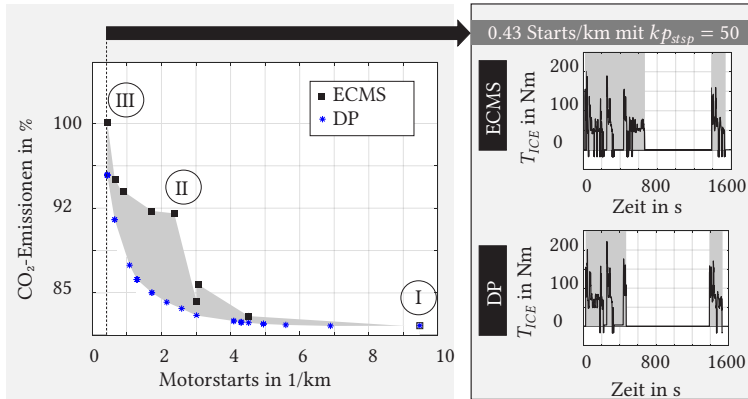 0.43 Starts/km mit kp_stsp = 50
III
ECMS
DP
II
I
CO₂-Emissionen in %
100
92
85
0 2 4 6 8 10
Motorstarts in 1/km
ECMS
T_ICE in Nm
200
100
0
0 800 1600
Zeit in s
DP
T_ICE in Nm
200
100
0
0 800 1600
Zeit in s